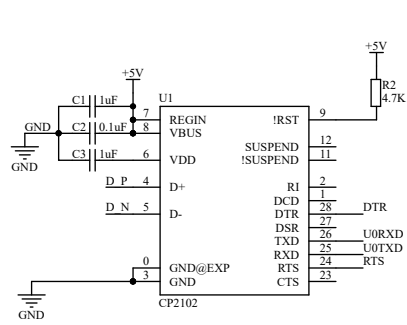 +5V
+5V
C1 1uF
U1
R2
4.7K
7 REGIN
!RST 9
GND
C2 0.1uF 8 VBUS
SUSPEND 12
GND
C3 1uF 6 VDD
!SUSPEND 11
D_P 4 D+
RI 2
DCD 1
D_N 5 D-
DTR 28 DTR
DSR 27
TXD 26 U0RXD
RXD 25 U0TXD
0 GND@EXP
RTS 24 RTS
3 GND
CTS 23
CP2102
GND